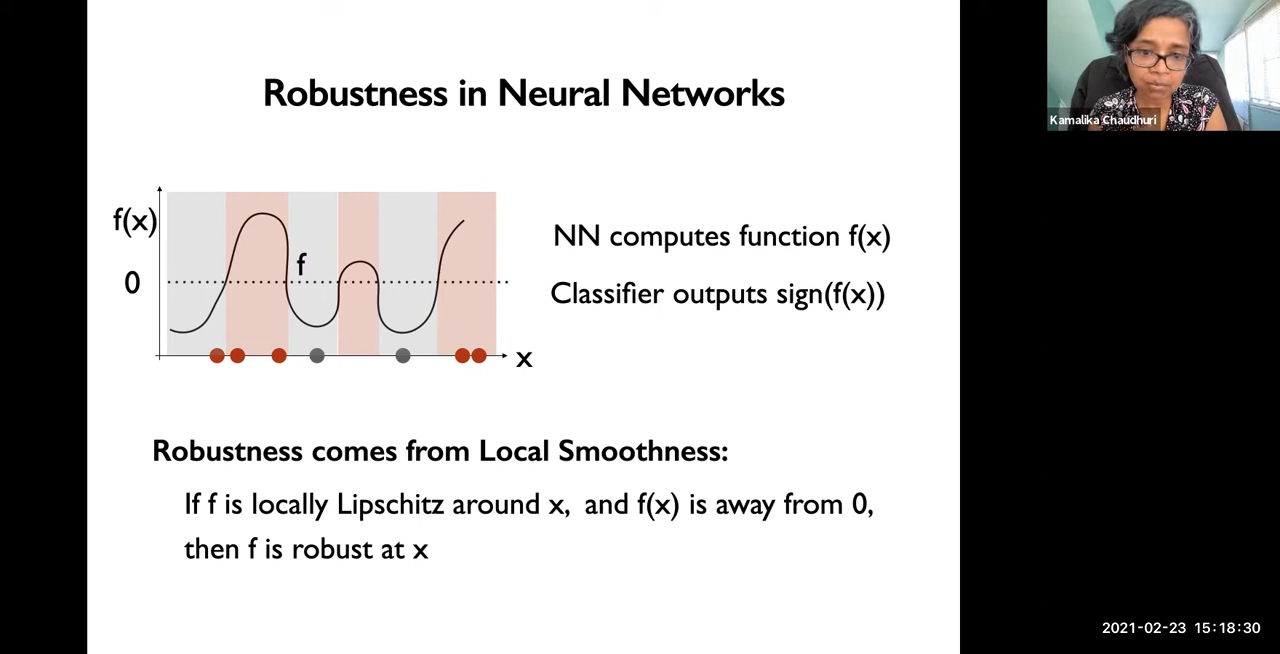 Robustness in Neural Networks
Kamalika Chaudhuri
f(x)
0
f
x
NN computes function f(x)
Classifier outputs sign(f(x))
Robustness comes from Local Smoothness:
If f is locally Lipschitz around x, and f(x) is away from 0,
then f is robust at x
2021-02-23 15:18:30